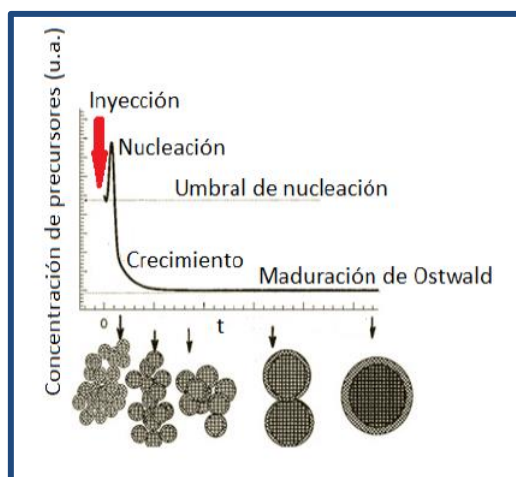 Concentración de precursores (u.a.)
Inyección
Nucleación
Umbral de nucleación
Crecimiento
Maduración de Ostwald
0
t